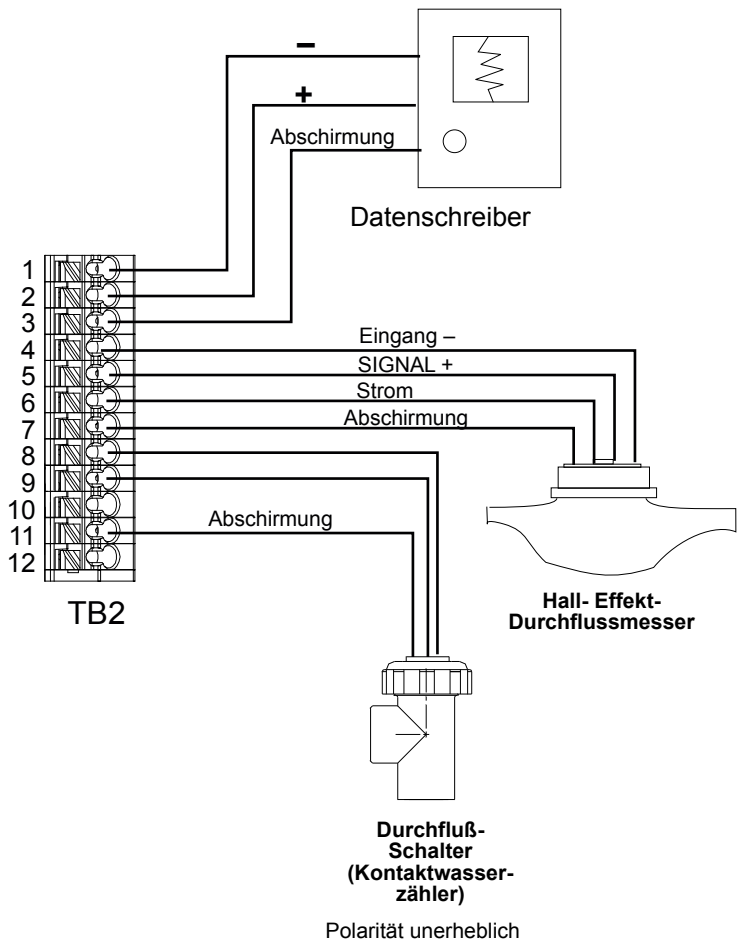 –
+
Abschirmung
Datenschreiber
1
2
3
4
5
6
7
8
9
10
11
12
TB2
Eingang –
SIGNAL +
Strom
Abschirmung
Abschirmung
Hall- Effekt-
Durchflussmesser
Durchfluß-
Schalter
(Kontaktwasser-
zähler)
Polarität unerheblich